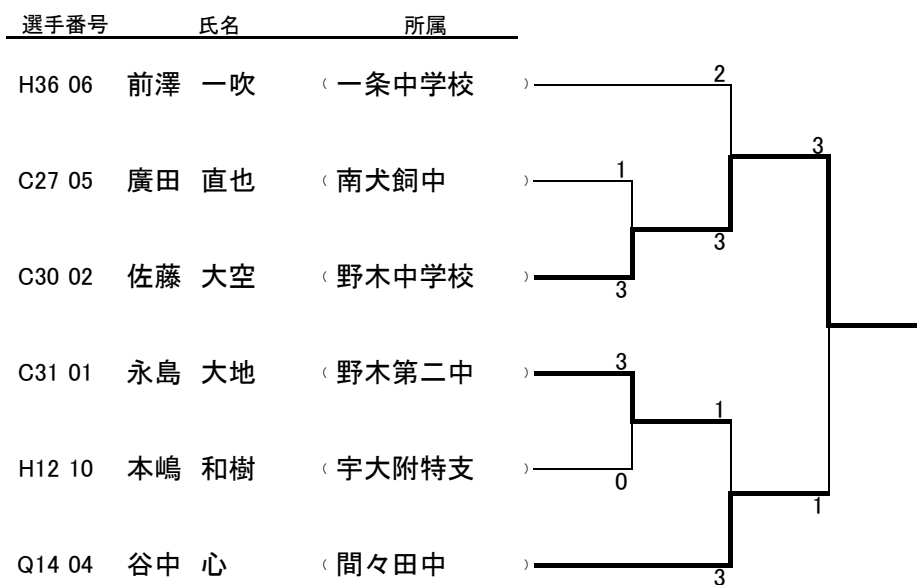 選手番号 氏名 所属
H36 06 前澤 一吹 （ 一条中学校 ） 2
3
C27 05 廣田 直也 （ 南犬飼中 ） 1
3
C30 02 佐藤 大空 （ 野木中学校 ） 3
C31 01 永島 大地 （ 野木第二中 ） 3
1
H12 10 本嶋 和樹 （ 宇大附特支 ） 0
1
Q14 04 谷中 心 （ 間々田中 ） 3